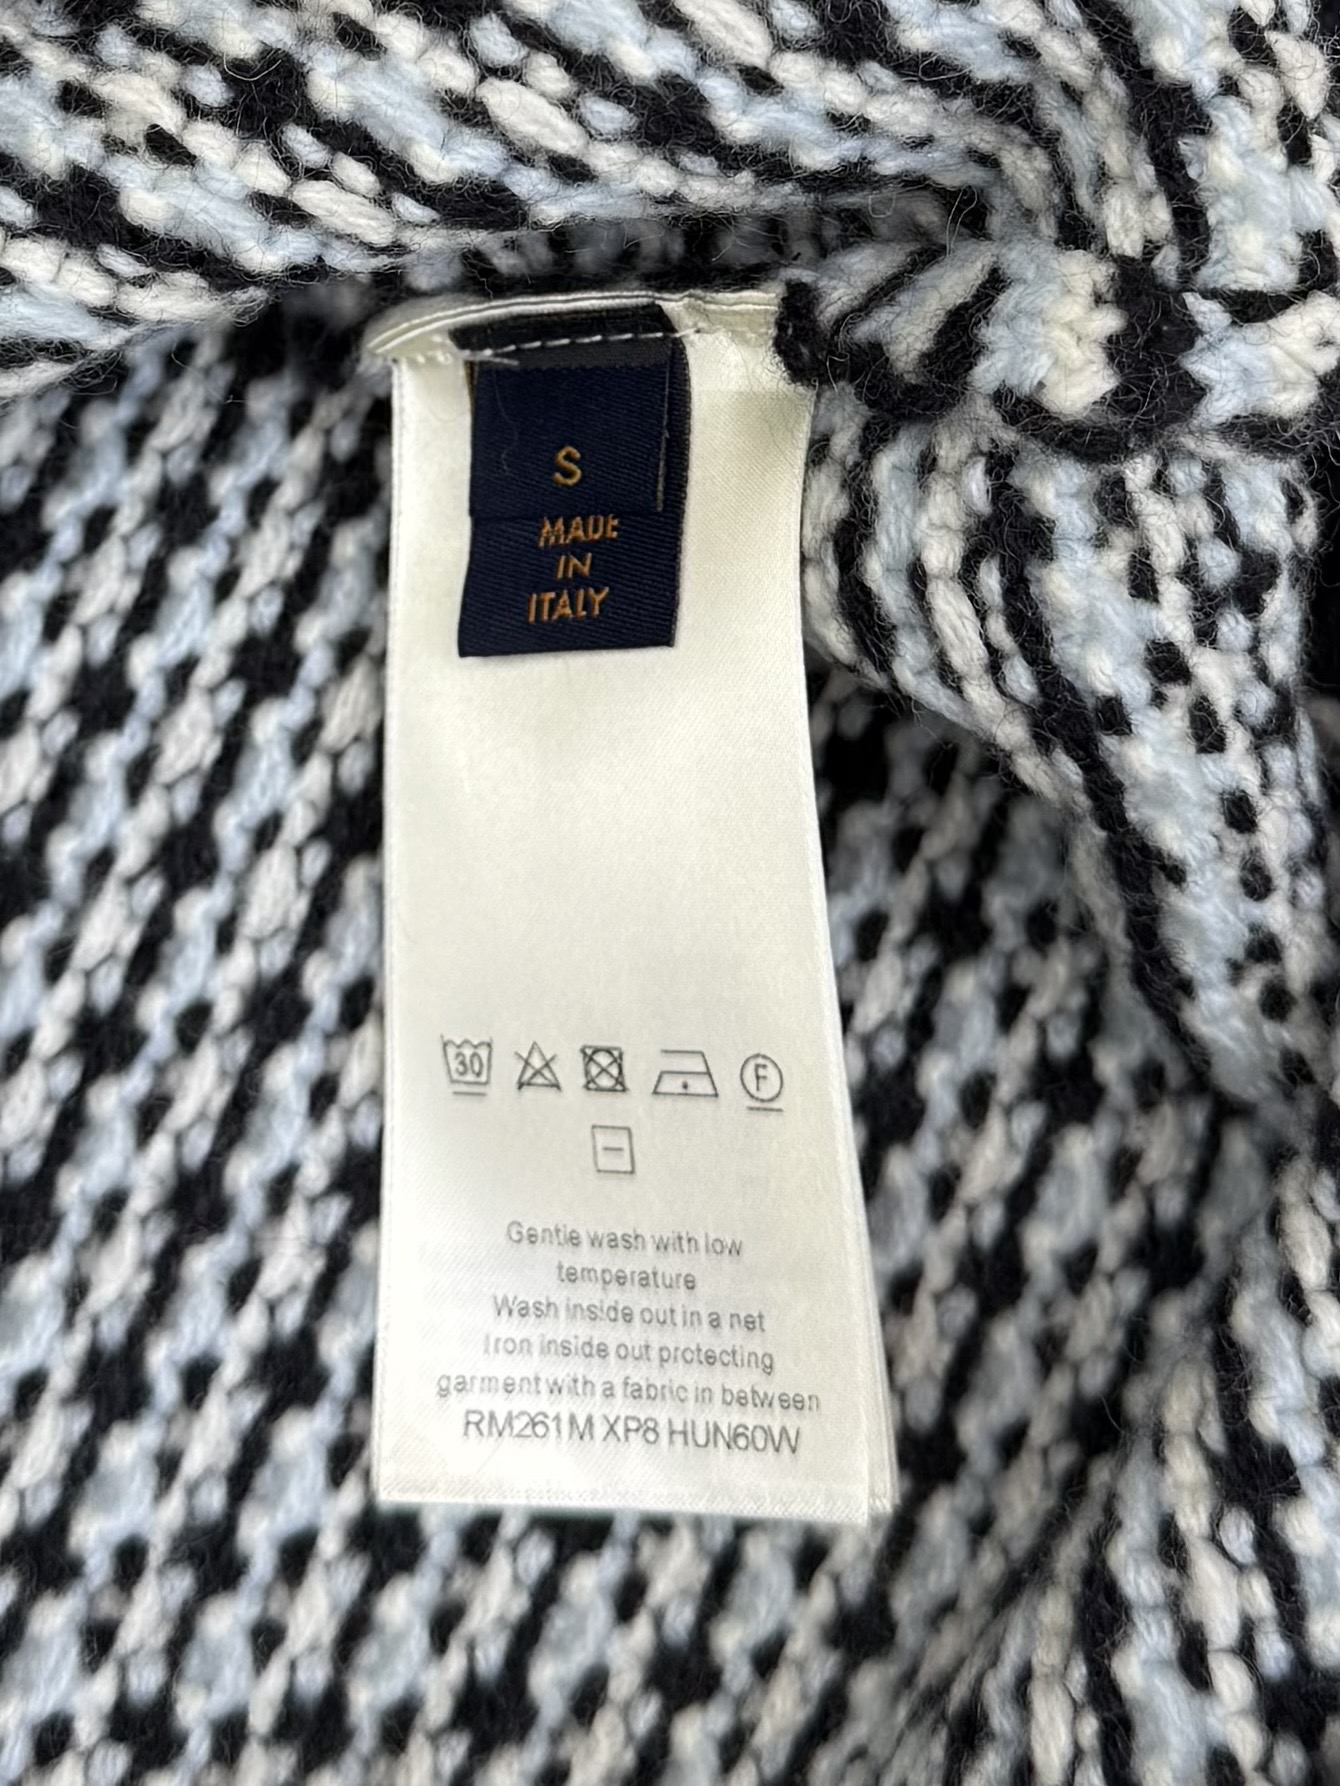 S
MADE
IN
ITALY
30
F
Gentle wash with low
temperature
Wash inside out in a net
Iron inside out protecting
garment with a fabric in between
RM261M XP8 HUN60W